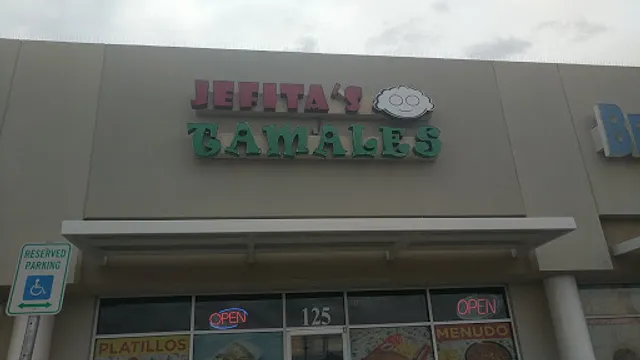 JEFITA'S
TAMALES
RESERVED
PARKING
OPEN
125
OPEN
PLATILLOS
MENUDO